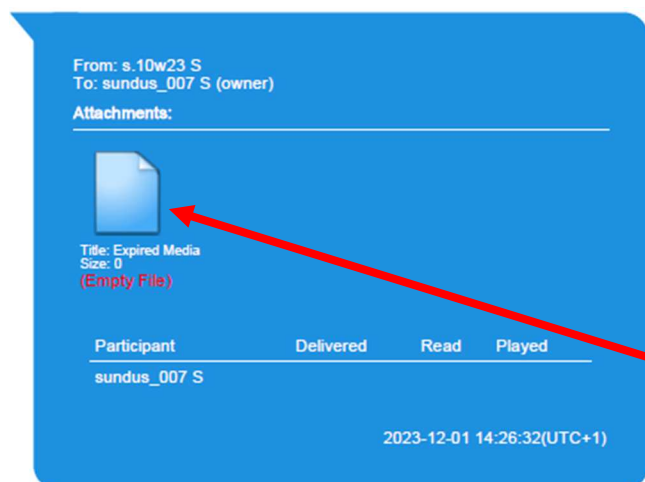 From: s.10w23 S
To: sundus_007 S (owner)
Attachments:
Title: Expired Media
Size: 0
(Empty File)
Participant Delivered Read Played
sundus_007 S
2023-12-01 14:26:32(UTC+1)